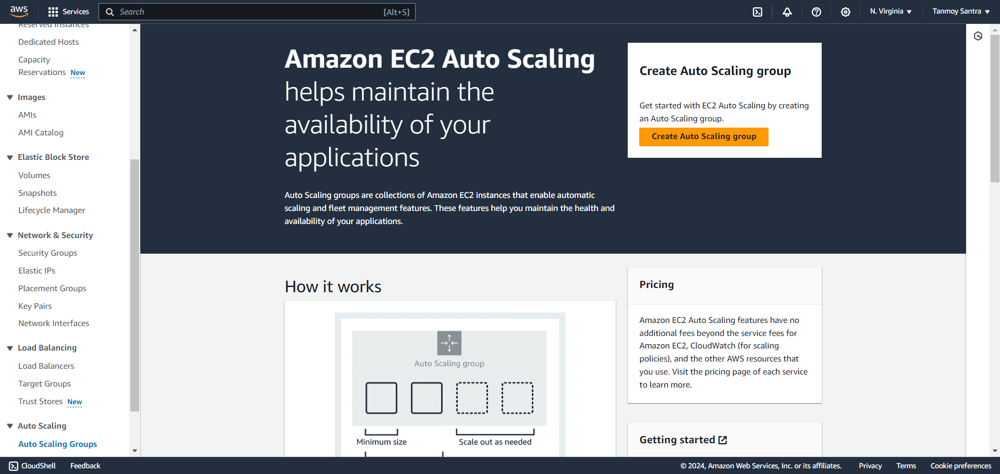 aws
Services
Search
[Alt+S]
N. Virginia
Tanmoy Santra
Reserved Instances
Dedicated Hosts
Capacity
Reservations New
Images
AMIs
AMI Catalog
Elastic Block Store
Volumes
Snapshots
Lifecycle Manager
Network & Security
Security Groups
Elastic IPs
Placement Groups
Key Pairs
Network Interfaces
Load Balancing
Load Balancers
Target Groups
Trust Stores New
Auto Scaling
Auto Scaling Groups
Amazon EC2 Auto Scaling
helps maintain the
availability of your
applications
Auto Scaling groups are collections of Amazon EC2 instances that enable automatic
scaling and fleet management features. These features help you maintain the health and
availability of your applications.
Create Auto Scaling group
Get started with EC2 Auto Scaling by creating
an Auto Scaling group.
Create Auto Scaling group
How it works
Auto Scaling group
Minimum size
Scale out as needed
Pricing
Amazon EC2 Auto Scaling features have no
additional fees beyond the service fees for
Amazon EC2, CloudWatch (for scaling
policies), and the other AWS resources that
you use. Visit the pricing page of each service
to learn more.
Getting started
CloudShell
Feedback
© 2024, Amazon Web Services, Inc. or its affiliates.
Privacy
Terms
Cookie preferences